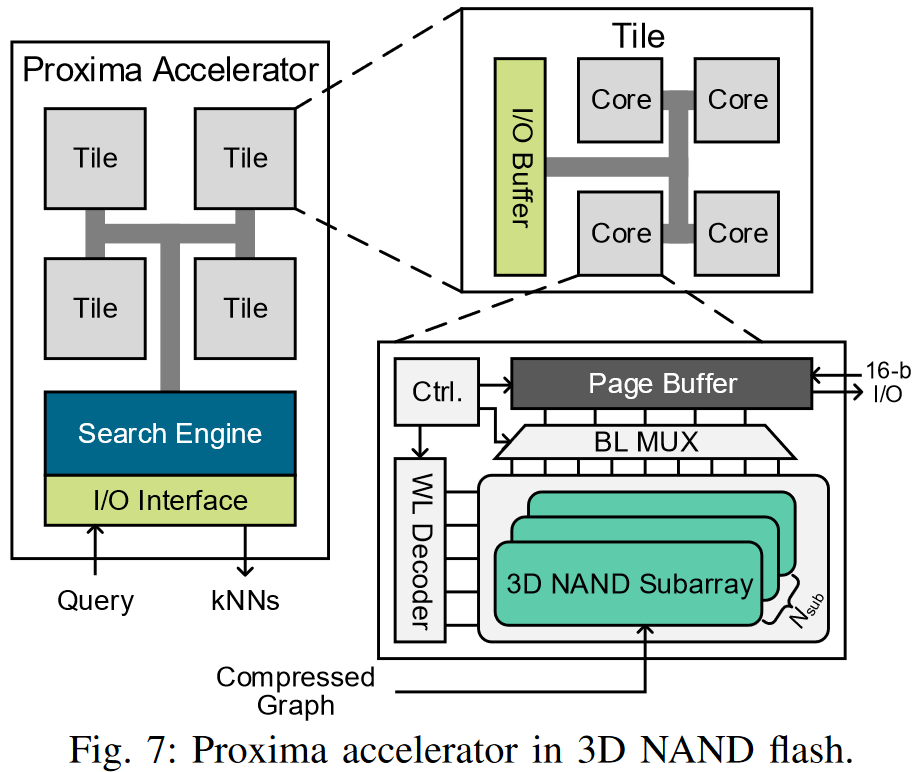 Proxima Accelerator
Tile
Tile
Tile
Tile
Search Engine
I/O Interface
Query
kNNs
Tile
I/O Buffer
Core
Core
Core
Core
Ctrl.
Page Buffer
16-b
I/O
BL MUX
WL Decoder
3D NAND Subarray
Nsub
Compressed
Graph
Fig. 7: Proxima accelerator in 3D NAND flash.